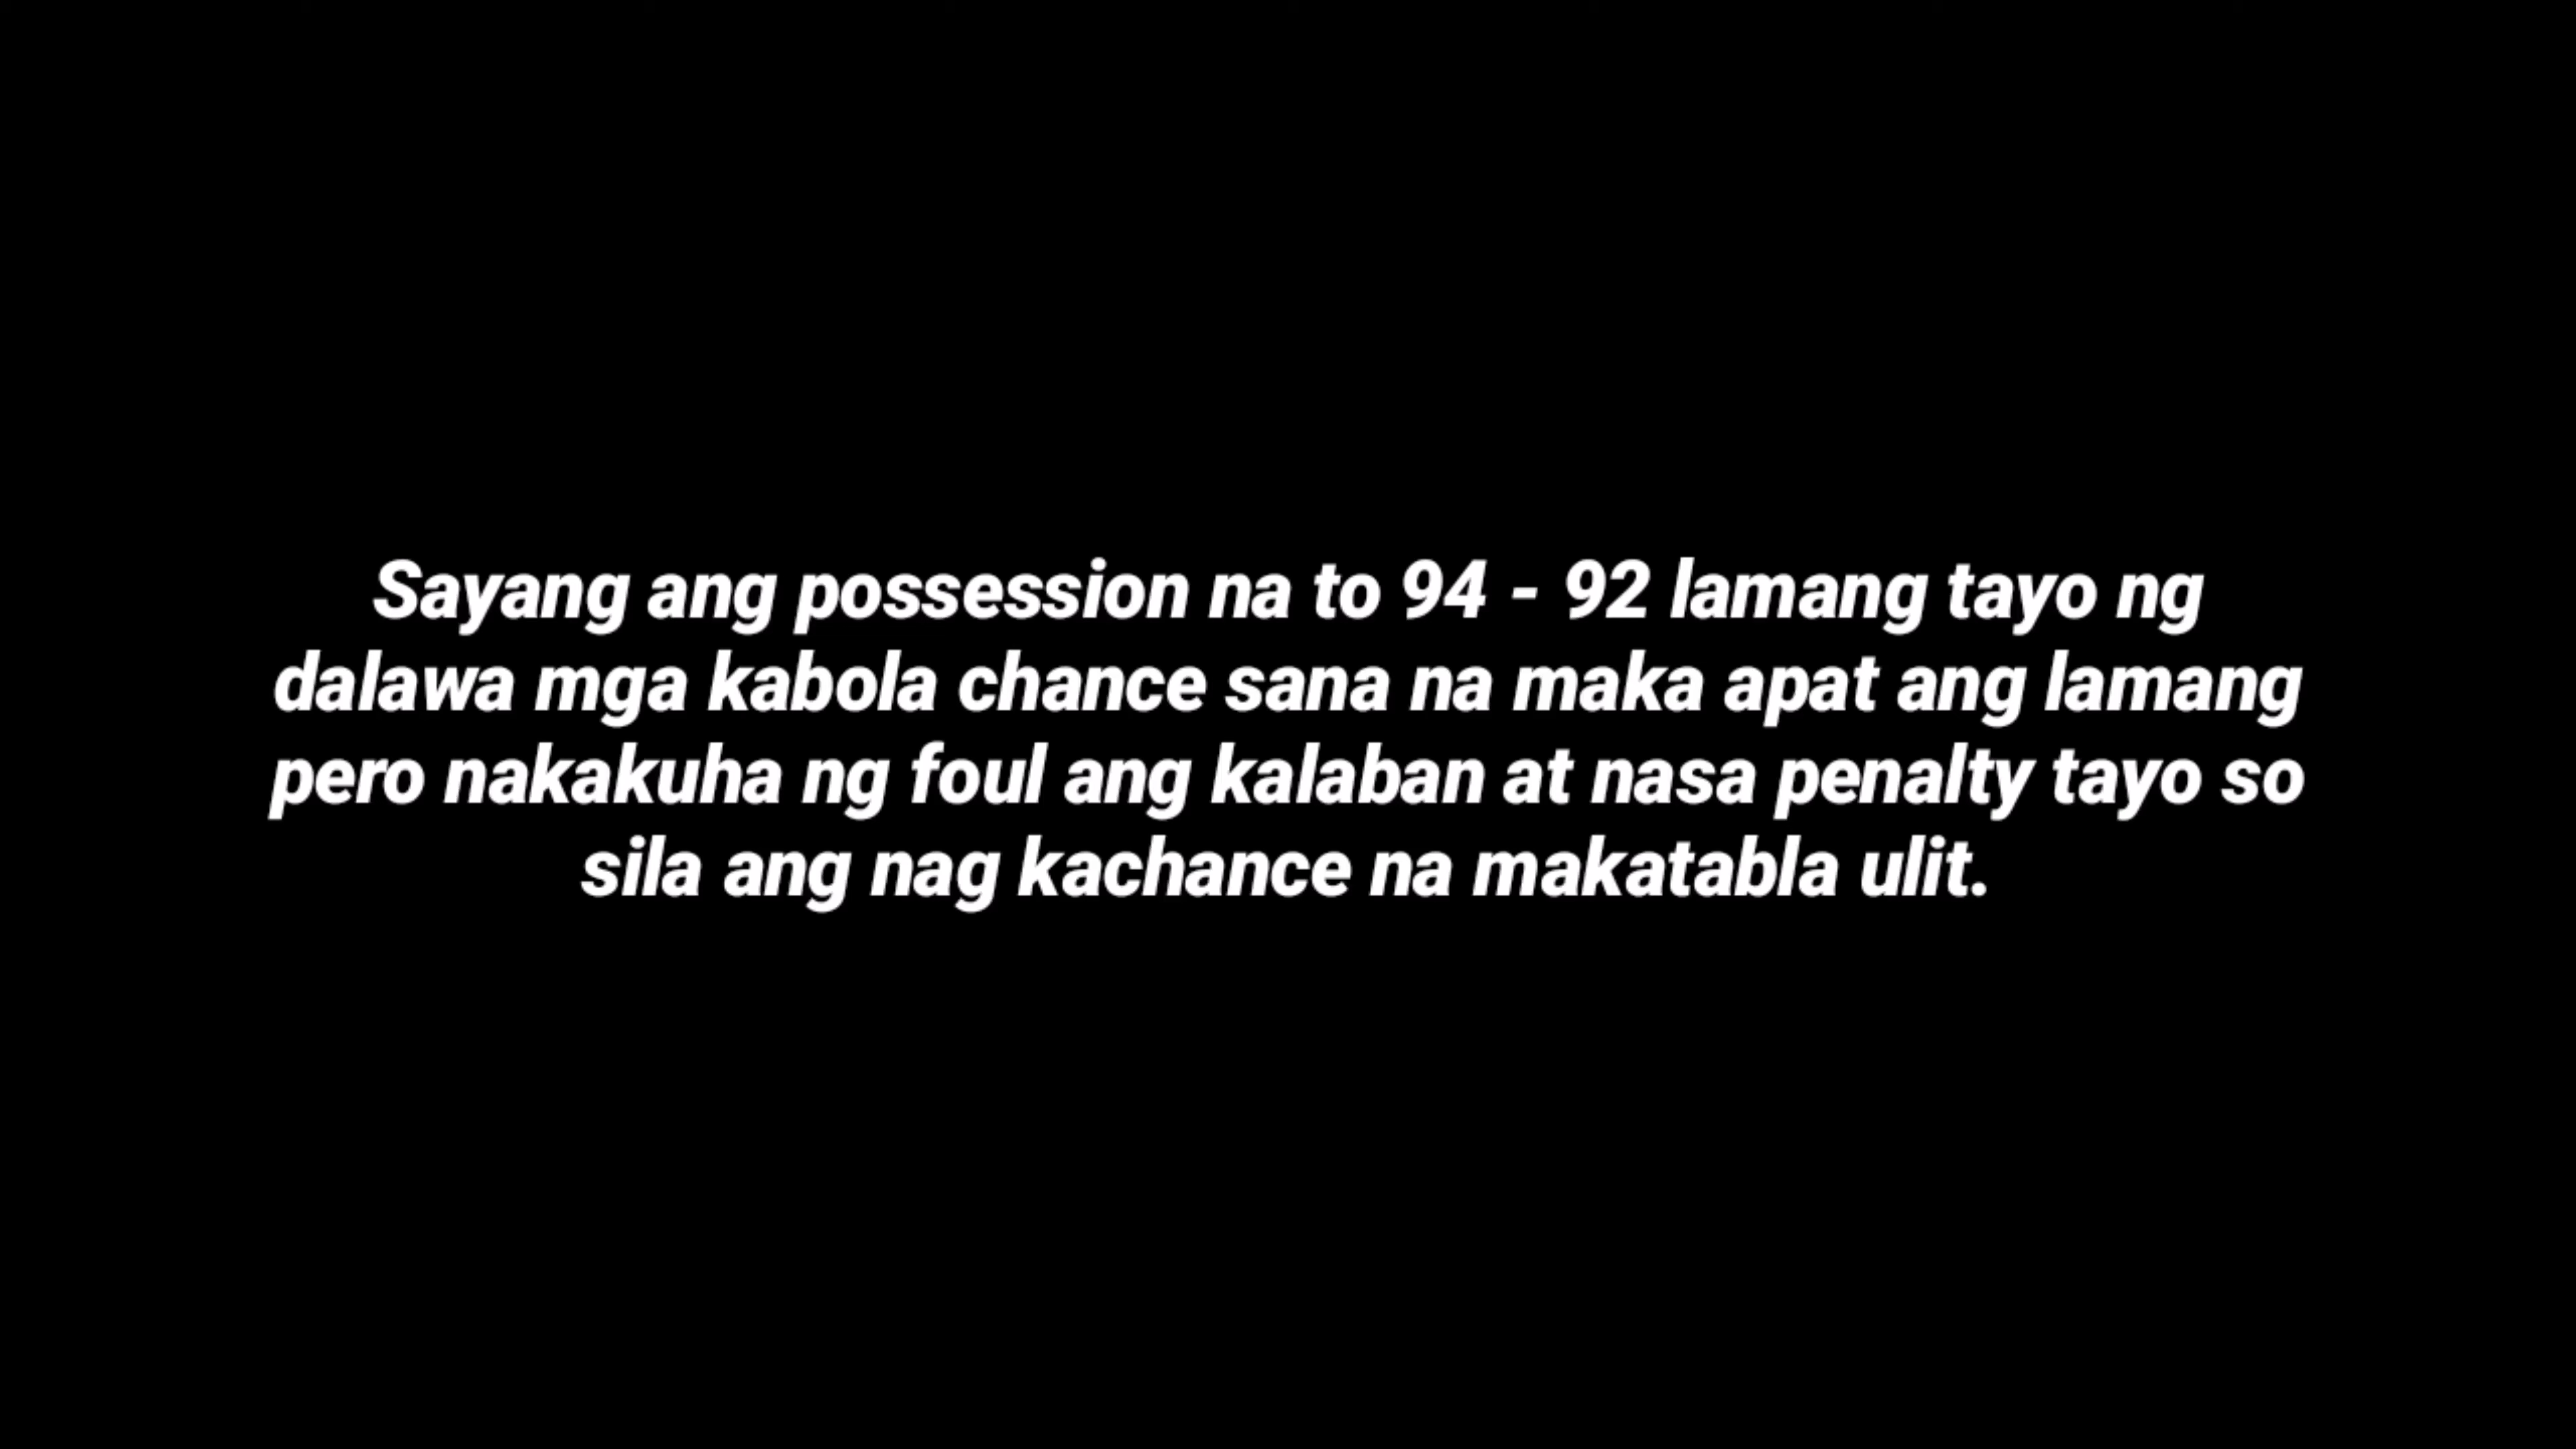 Sayang ang possession na to 94 - 92 lamang tayo ng
dalawa mga kabola chance sana na maka apat ang lamang
pero nakakuha ng foul ang kalaban at nasa penalty tayo so
sila ang nag kachance na makatabla ulit.